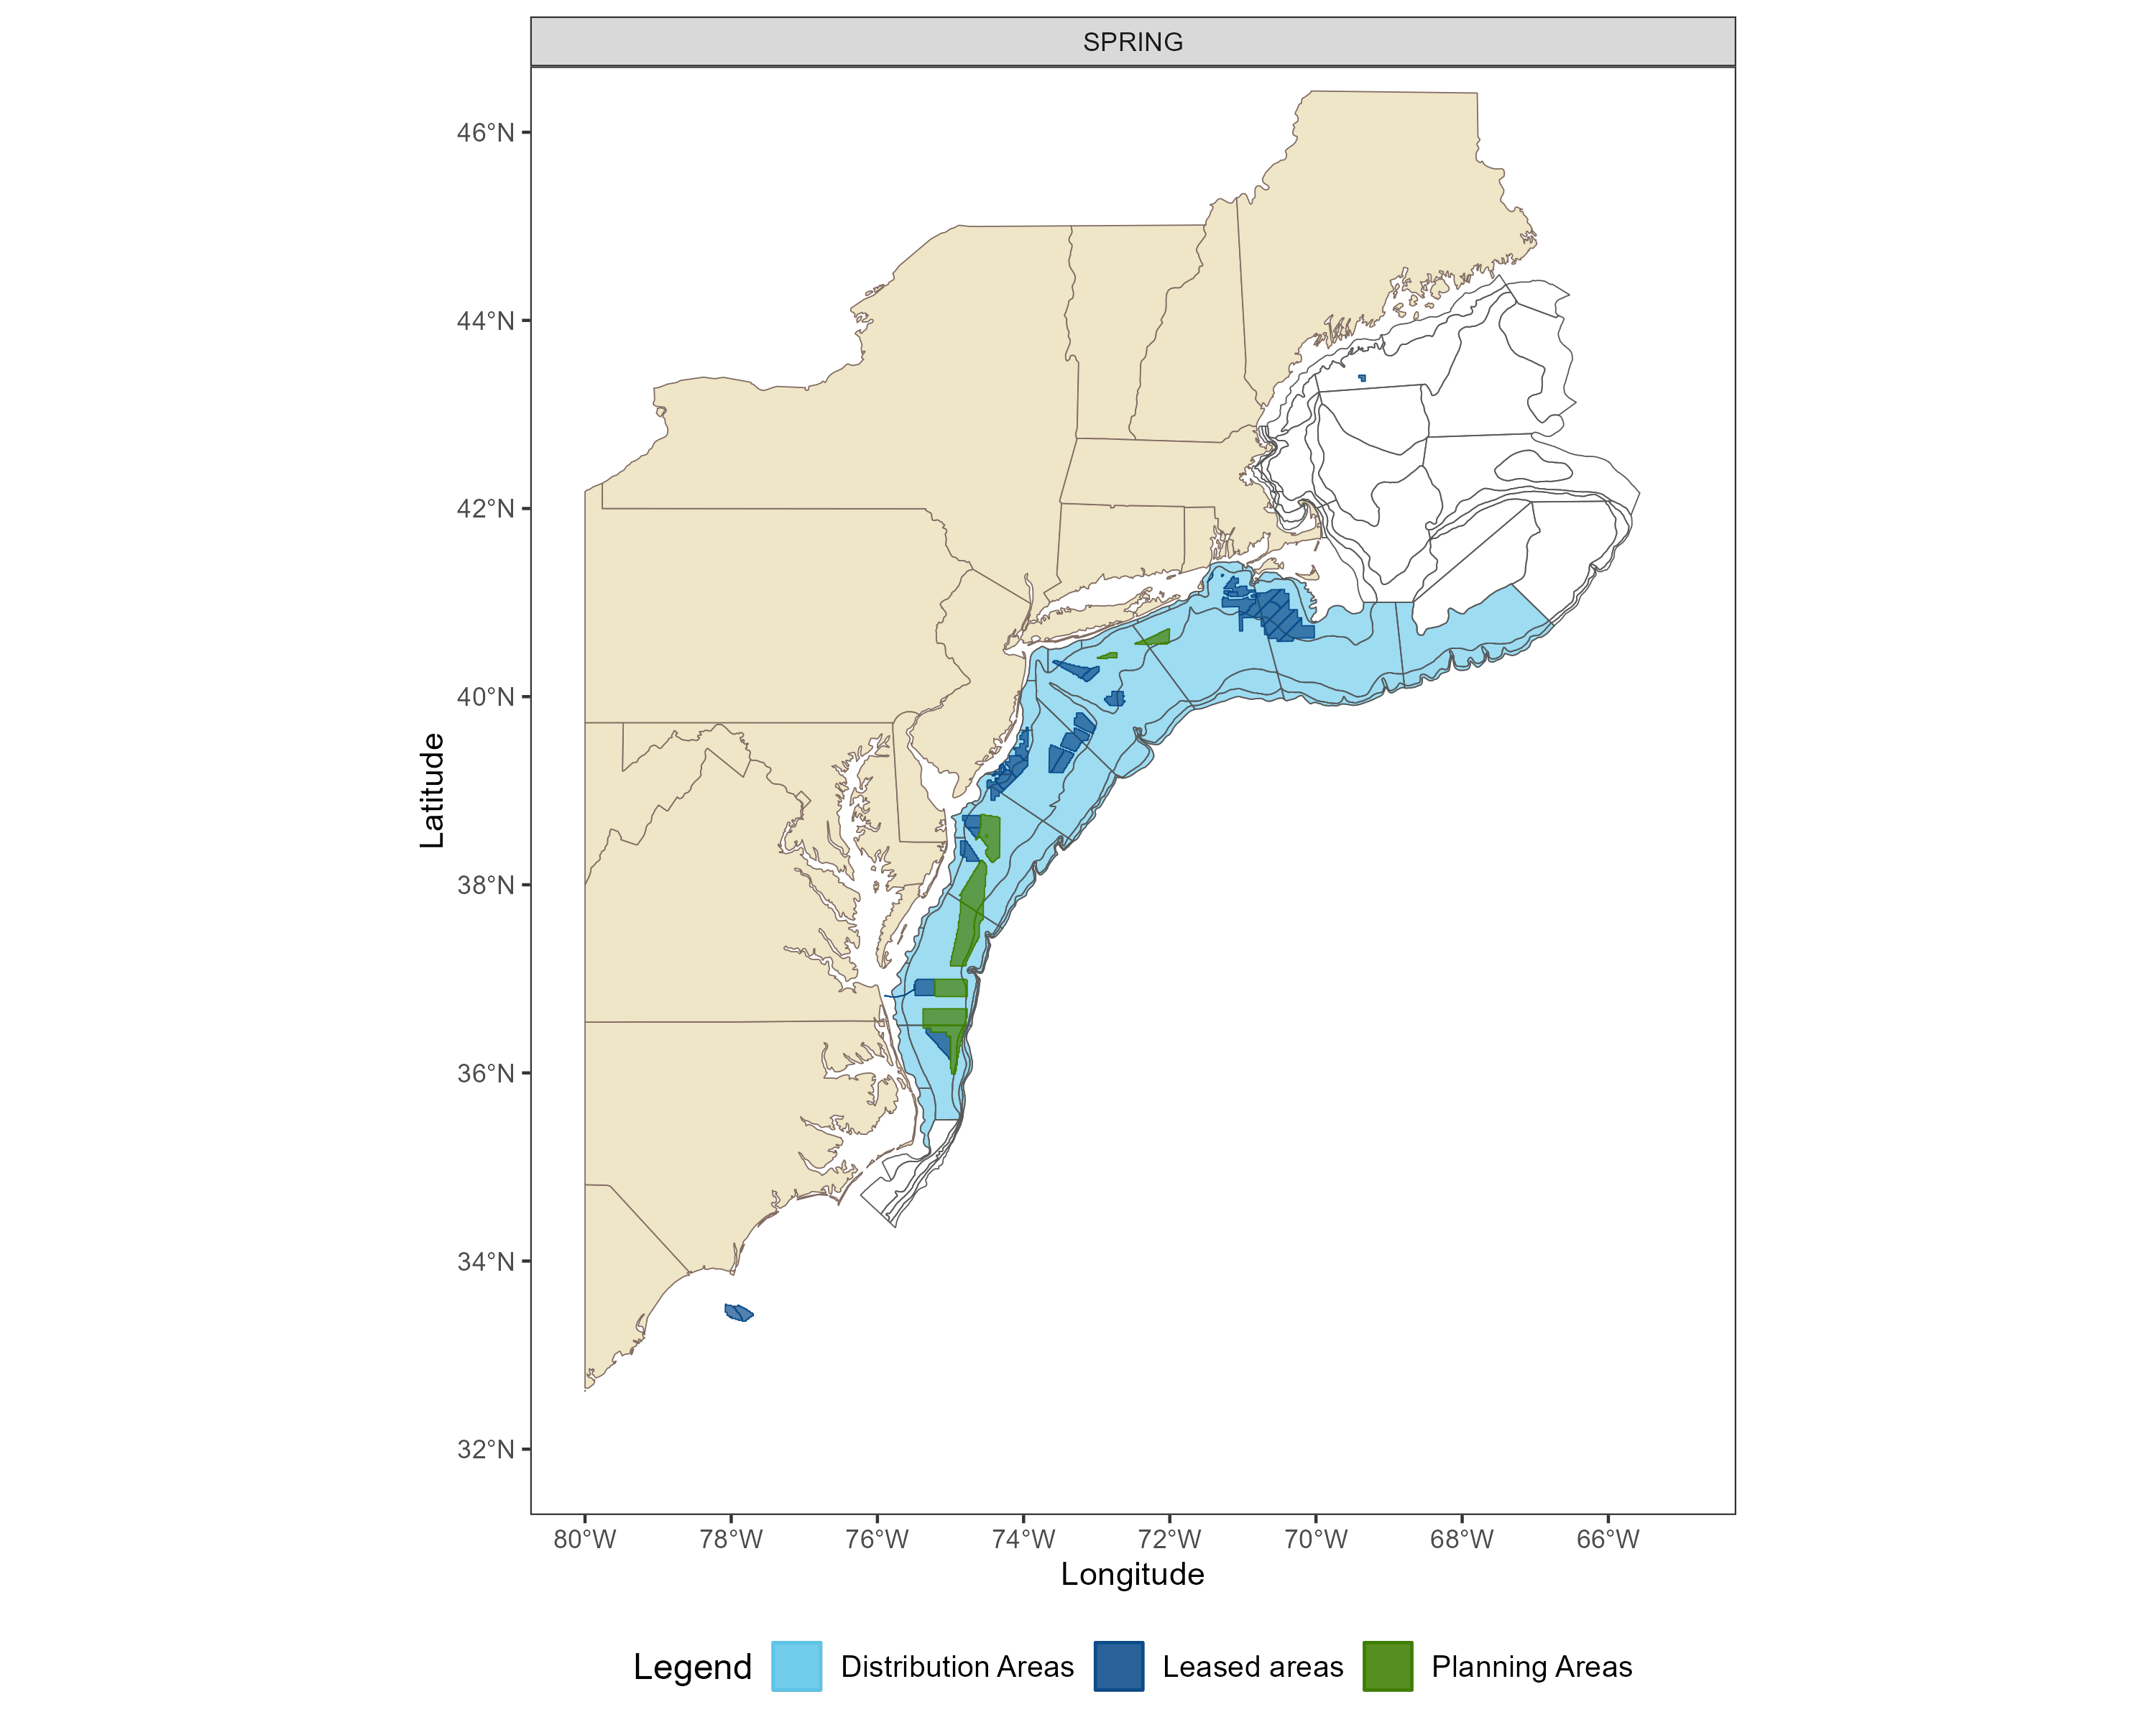 SPRING
46°N
44°N
42°N
40°N
38°N
36°N
34°N
32°N
Latitude
80°W 78°W 76°W 74°W 72°W 70°W 68°W 66°W
Longitude
Legend Distribution Areas Leased areas Planning Areas